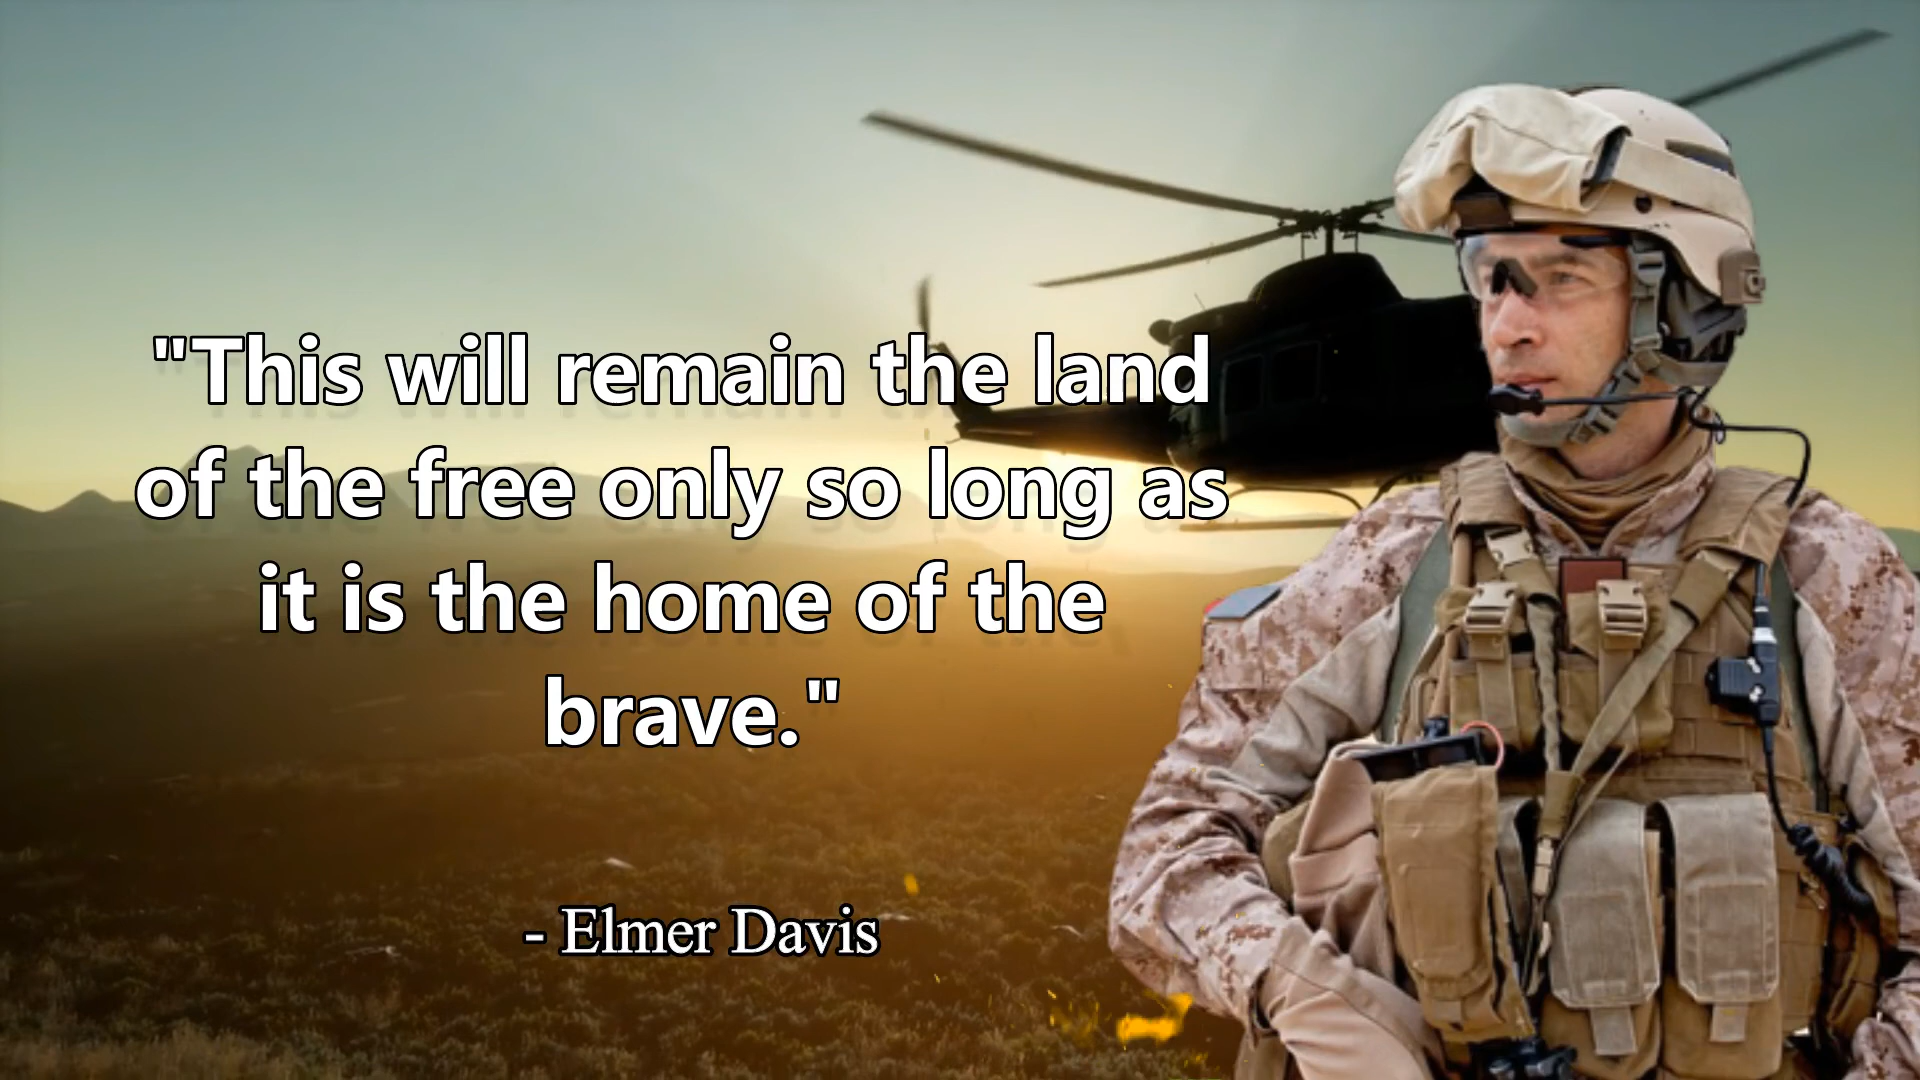 "This will remain the land
of the free only so long as
it is the home of the
brave."
- Elmer Davis